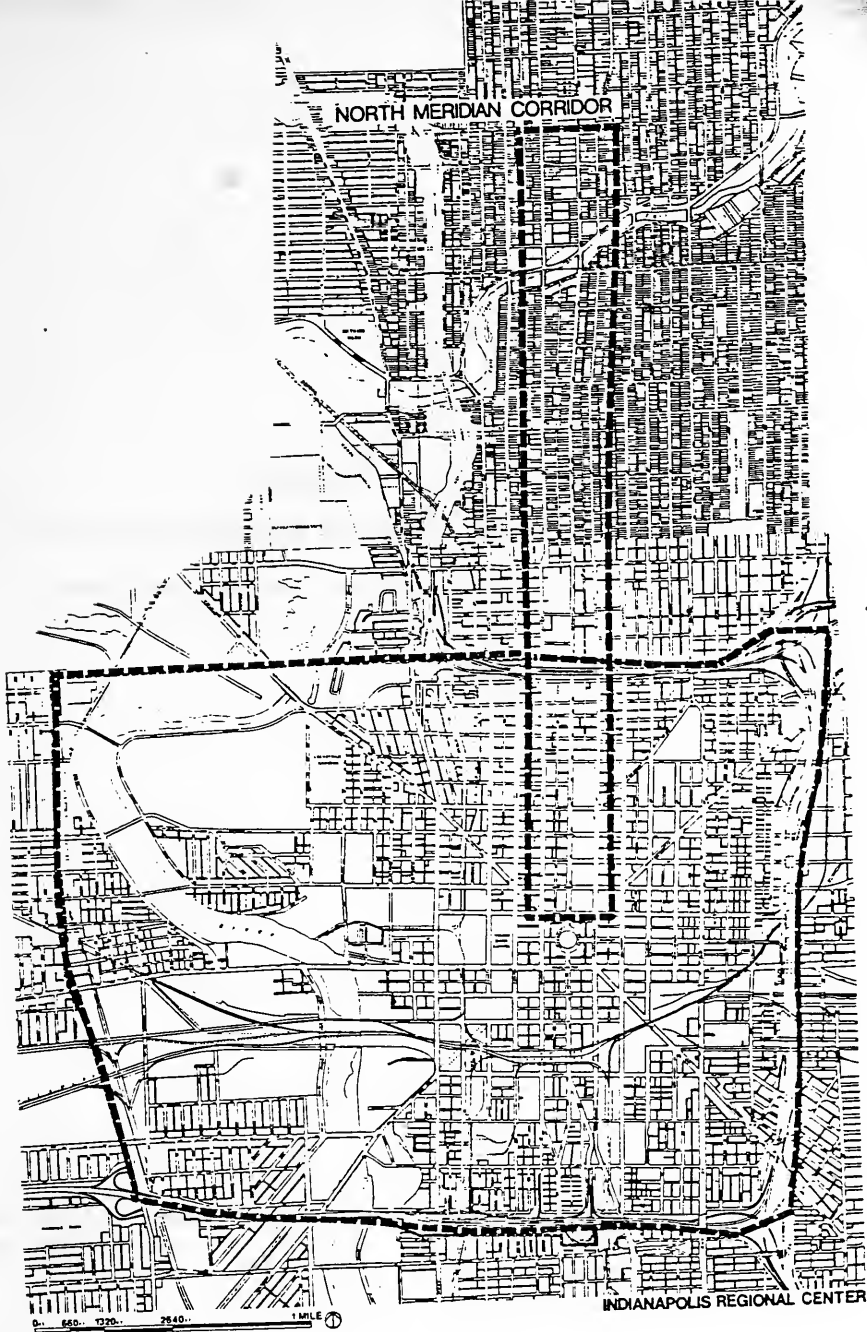 NORTH MERIDIAN CORRIDOR
0.. 660.. 1320.. 2640.. 1 MILE
INDIANAPOLIS REGIONAL CENTER